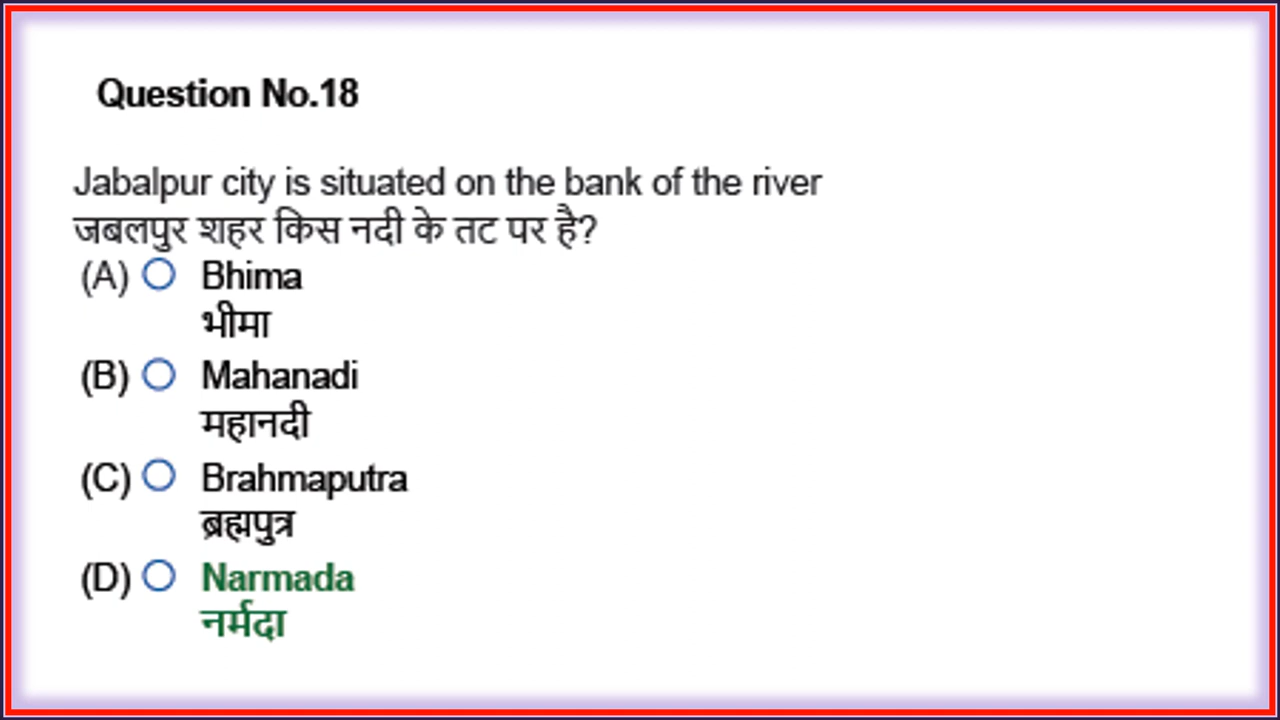 Question No.18
Jabalpur city is situated on the bank of the river
जबलपुर शहर किस नदी के तट पर है?
(A) Bhima
भीमा
(B) Mahanadi
महानदी
(C) Brahmaputra
ब्रह्मपुत्र
(D) Narmada
नर्मदा